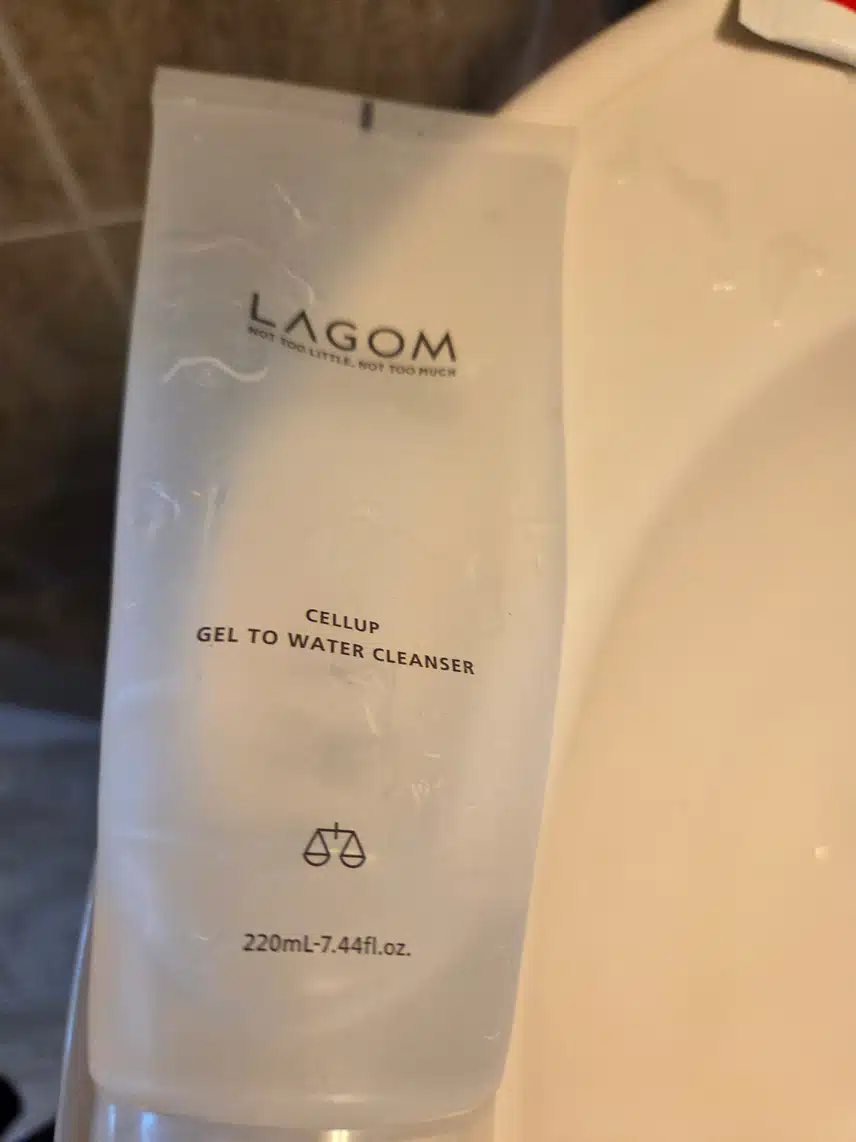 LAGOM
NOT TOO LITTLE, NOT TOO MUCH
CELLUP
GEL TO WATER CLEANSER
220mL-7.44fl.oz.